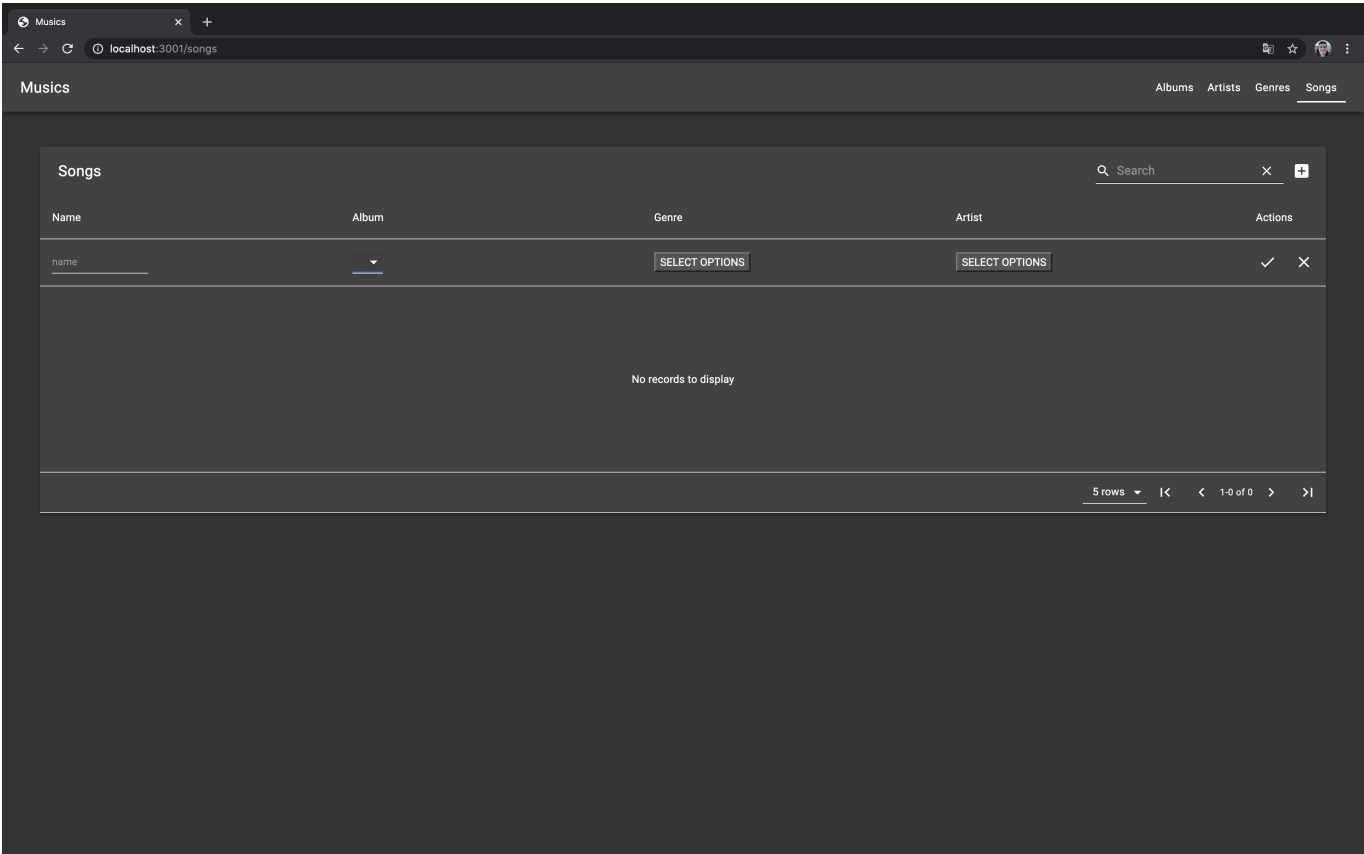 Musics
localhost:3001/songs
Musics Albums Artists Genres Songs
Songs Search
Name Album Genre Artist Actions
name SELECT OPTIONS SELECT OPTIONS
No records to display
5 rows 1-0 of 0